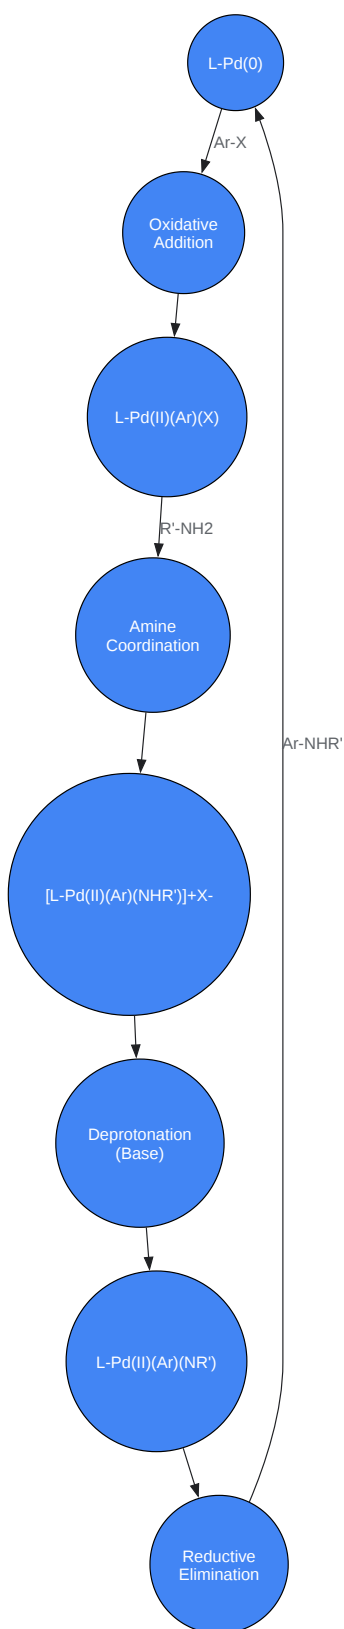 L-Pd(0)
Ar-X
Oxidative
Addition
L-Pd(II)(Ar)(X)
R'-NH2
Amine
Coordination
Ar-NHR'
[L-Pd(II)(Ar)(NHR')]+X-
Deprotonation
(Base)
L-Pd(II)(Ar)(NR')
Reductive
Elimination